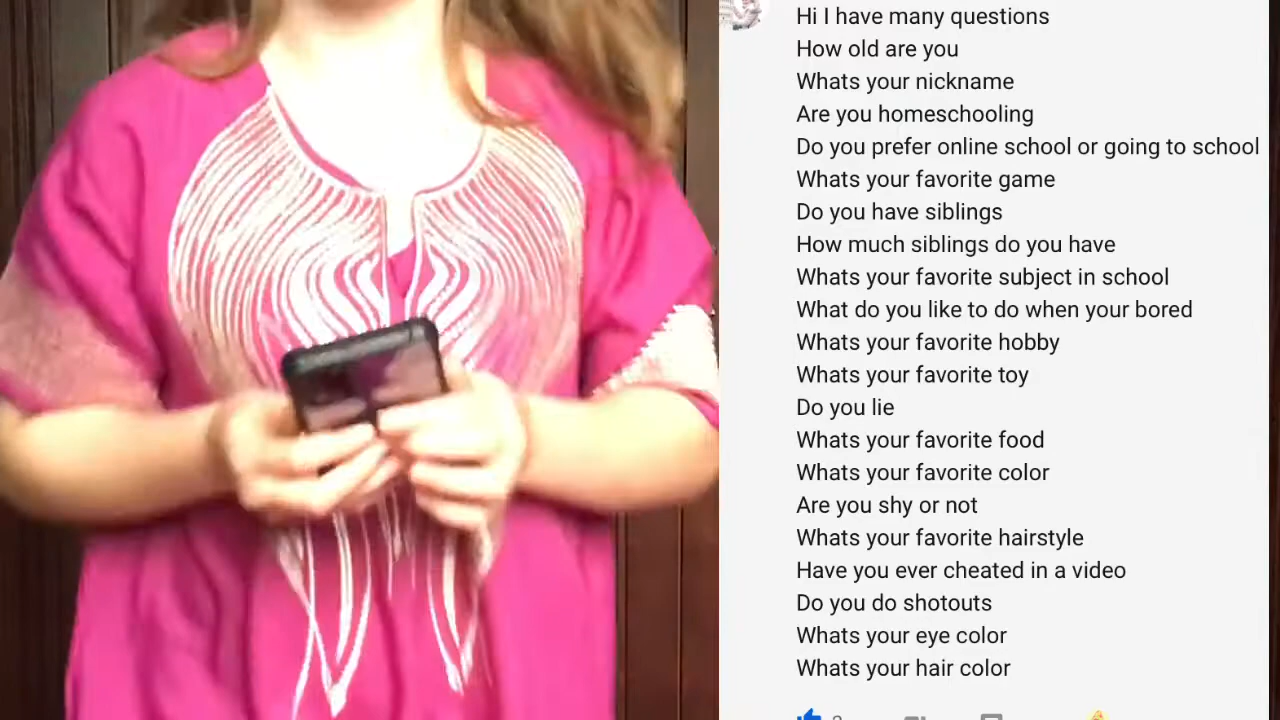 Hi I have many questions
How old are you
Whats your nickname
Are you homeschooling
Do you prefer online school or going to school
Whats your favorite game
Do you have siblings
How much siblings do you have
Whats your favorite subject in school
What do you like to do when your bored
Whats your favorite hobby
Whats your favorite toy
Do you lie
Whats your favorite food
Whats your favorite color
Are you shy or not
Whats your favorite hairstyle
Have you ever cheated in a video
Do you do shotouts
Whats your eye color
Whats your hair color